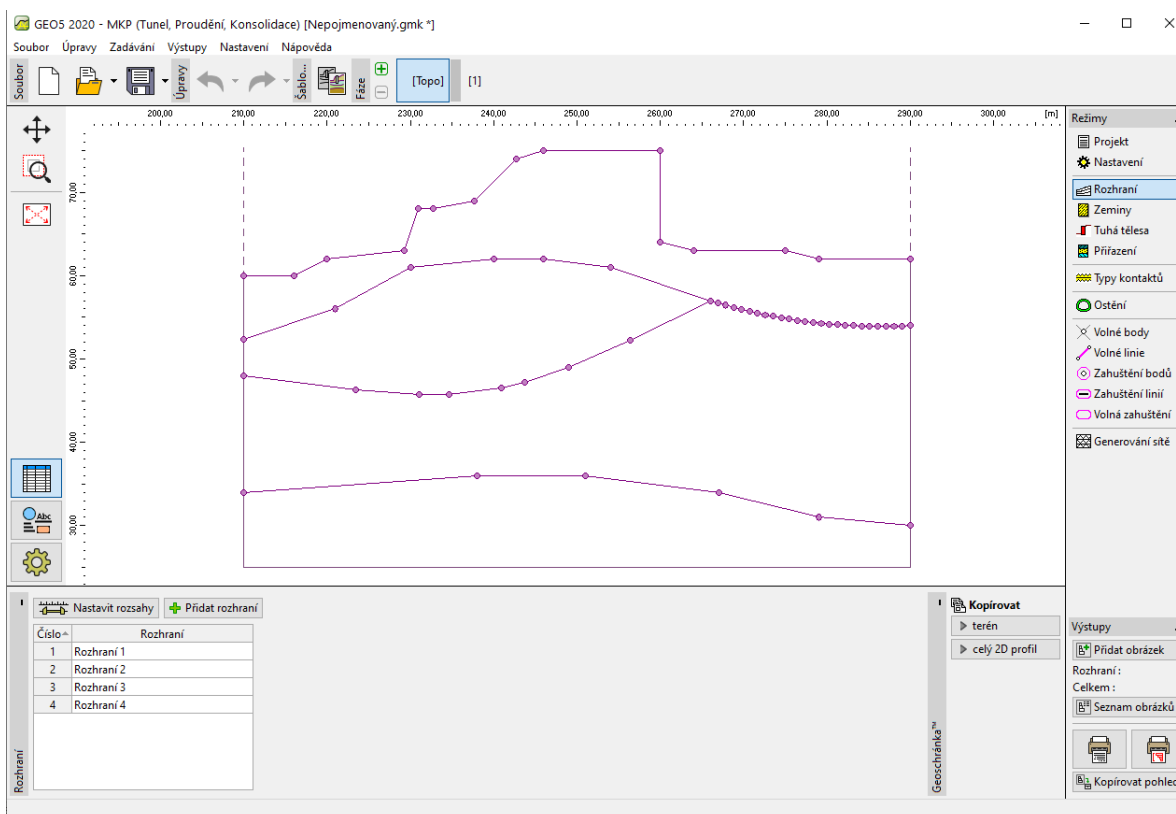 GEO5 2020 - MKP (Tunel, Proudění, Konsolidace) [Nepojmenovaný.gmk *]
Soubor Úpravy Zadávání Výstupy Nastavení Nápověda
Soubor
Úpravy
Šablo...
Fáze
[Topo]
[1]
200,00 210,00 220,00 230,00 240,00 250,00 260,00 270,00 280,00 290,00 300,00 [m]
70,00
60,00
50,00
40,00
30,00
Abc
Režimy
Projekt
Nastavení
Rozhraní
Zeminy
Tuhá tělesa
Přiřazení
Typy kontaktů
Ostění
Volné body
Volné linie
Zahuštění bodů
Zahuštění linií
Volná zahuštění
Generování sítě
Rozhraní
Nastavit rozsahy
Přidat rozhraní
Číslo Rozhraní
1 Rozhraní 1
2 Rozhraní 2
3 Rozhraní 3
4 Rozhraní 4
Geoschránka™
Kopírovat
terén
celý 2D profil
Výstupy
Přidat obrázek
Rozhraní :
Celkem :
Seznam obrázků
Kopírovat pohled